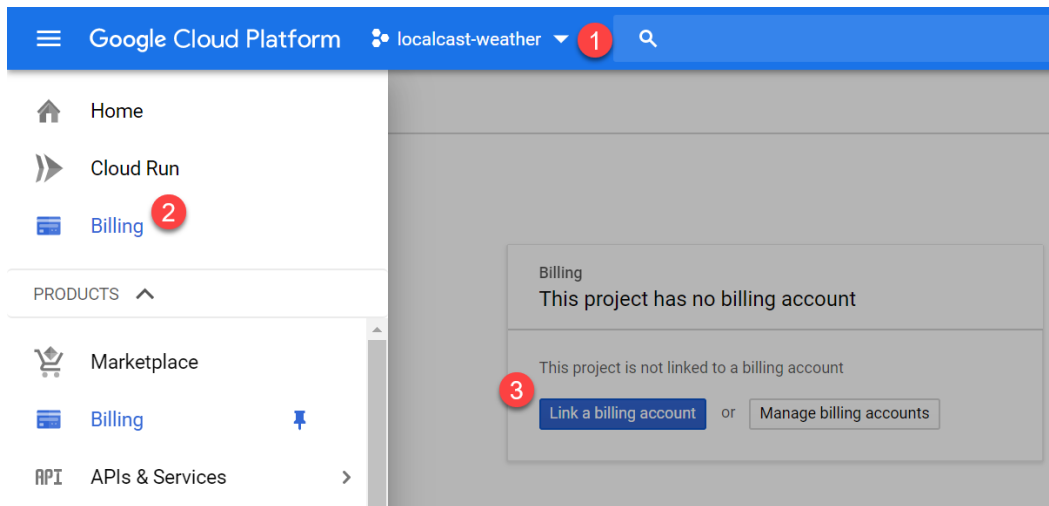 Google Cloud Platform localcast-weather 1
Home
Cloud Run
Billing 2
PRODUCTS
Marketplace
Billing
API APIs & Services
Billing
This project has no billing account
This project is not linked to a billing account
3
Link a billing account or Manage billing accounts